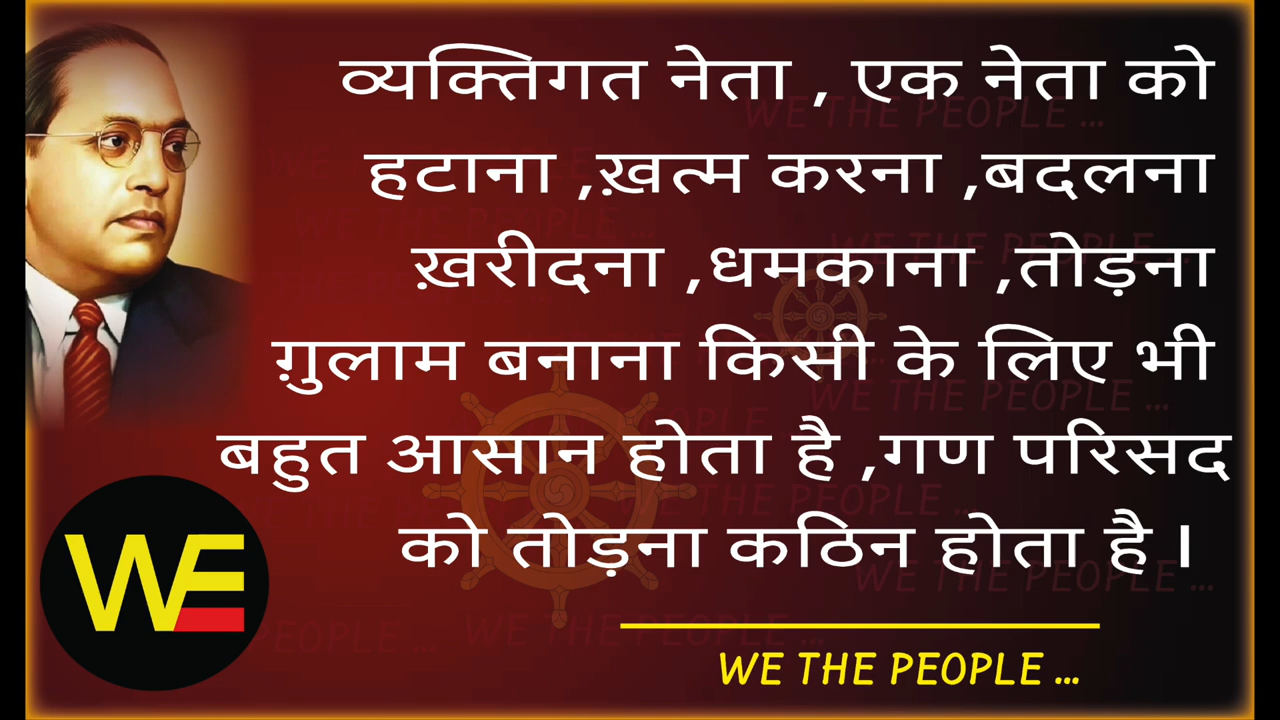 व्यक्तिगत नेता , एक नेता को
हटाना ,ख़त्म करना ,बदलना
ख़रीदना ,धमकाना ,तोड़ना
ग़ुलाम बनाना किसी के लिए भी
बहुत आसान होता है ,गण परिसद
को तोड़ना कठिन होता है ।
WE
WE THE PEOPLE ...